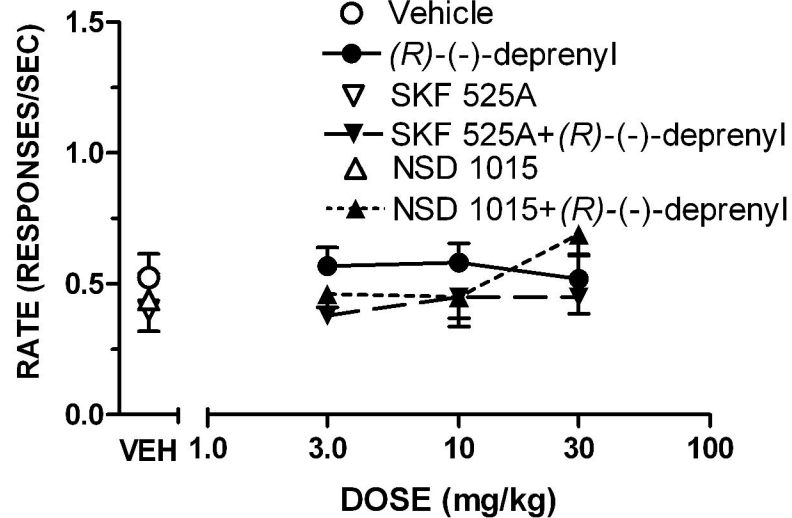 Vehicle
(R)-(-)-deprenyl
SKF 525A
SKF 525A+(R)-(-)-deprenyl
NSD 1015
NSD 1015+(R)-(-)-deprenyl
RATE (RESPONSES/SEC)
1.5
1.0
0.5
0.0
VEH 1.0 3.0 10 30 100
DOSE (mg/kg)